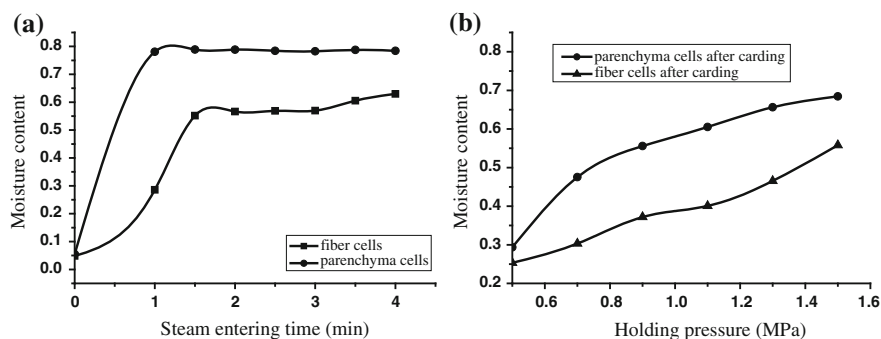 (a)
0.8
0.7
0.6
0.5
0.4
0.3
0.2
0.1
0.0
Moisture content
fiber cells
parenchyma cells
0 1 2 3 4
Steam entering time (min)
(b)
0.8
0.7
0.6
0.5
0.4
0.3
0.2
Moisture content
parenchyma cells after carding
fiber cells after carding
0.6 0.8 1.0 1.2 1.4 1.6
Holding pressure (MPa)